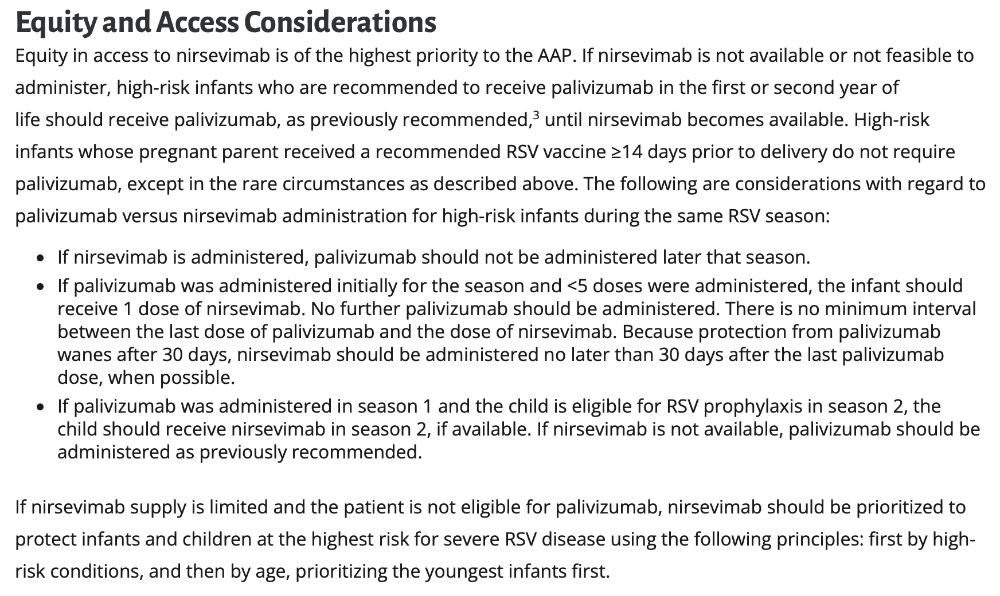 Equity and Access Considerations
Equity in access to nirsevimab is of the highest priority to the AAP. If nirsevimab is not available or not feasible to
administer, high-risk infants who are recommended to receive palivizumab in the first or second year of
life should receive palivizumab, as previously recommended,³ until nirsevimab becomes available. High-risk
infants whose pregnant parent received a recommended RSV vaccine ≥14 days prior to delivery do not require
palivizumab, except in the rare circumstances as described above. The following are considerations with regard to
palivizumab versus nirsevimab administration for high-risk infants during the same RSV season:
• If nirsevimab is administered, palivizumab should not be administered later that season.
• If palivizumab was administered initially for the season and <5 doses were administered, the infant should
receive 1 dose of nirsevimab. No further palivizumab should be administered. There is no minimum interval
between the last dose of palivizumab and the dose of nirsevimab. Because protection from palivizumab
wanes after 30 days, nirsevimab should be administered no later than 30 days after the last palivizumab
dose, when possible.
• If palivizumab was administered in season 1 and the child is eligible for RSV prophylaxis in season 2, the
child should receive nirsevimab in season 2, if available. If nirsevimab is not available, palivizumab should be
administered as previously recommended.
If nirsevimab supply is limited and the patient is not eligible for palivizumab, nirsevimab should be prioritized to
protect infants and children at the highest risk for severe RSV disease using the following principles: first by high-
risk conditions, and then by age, prioritizing the youngest infants first.